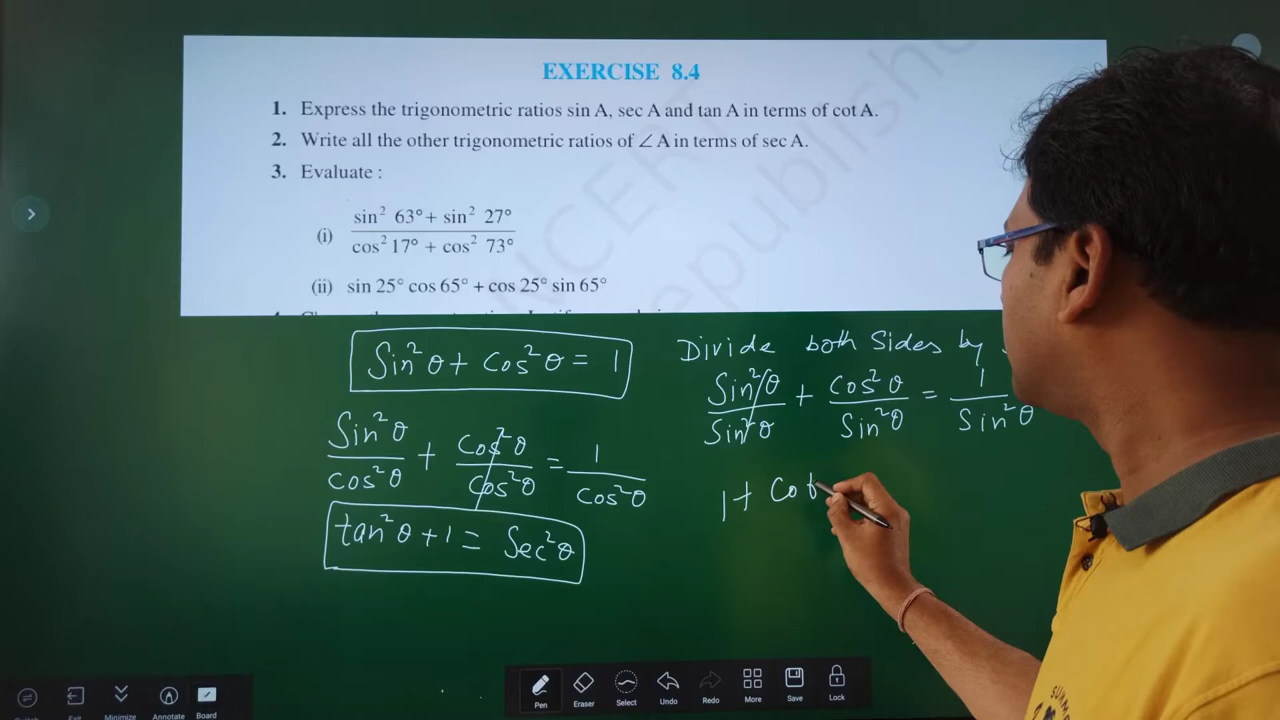 EXERCISE 8.4
1. Express the trigonometric ratios sin A, sec A and tan A in terms of cot A.
2. Write all the other trigonometric ratios of ∠A in terms of sec A.
3. Evaluate :
(i) sin² 63° + sin² 27° / cos² 17° + cos² 73°
(ii) sin 25° cos 65° + cos 25° sin 65°
NCERT
republished
Sin²θ + Cos²θ = 1
Sin²θ/cos²θ + Cos²θ/Cos²θ = 1/Cos²θ
tan²θ + 1 = Sec²θ
Divide both Sides by
Sin²θ/Sin²θ + Cos²θ/Sin²θ = 1/Sin²θ
1 + Cot
SUMMER
Minimize Annotate Board
Pen Eraser Select Undo Redo More Save Lock